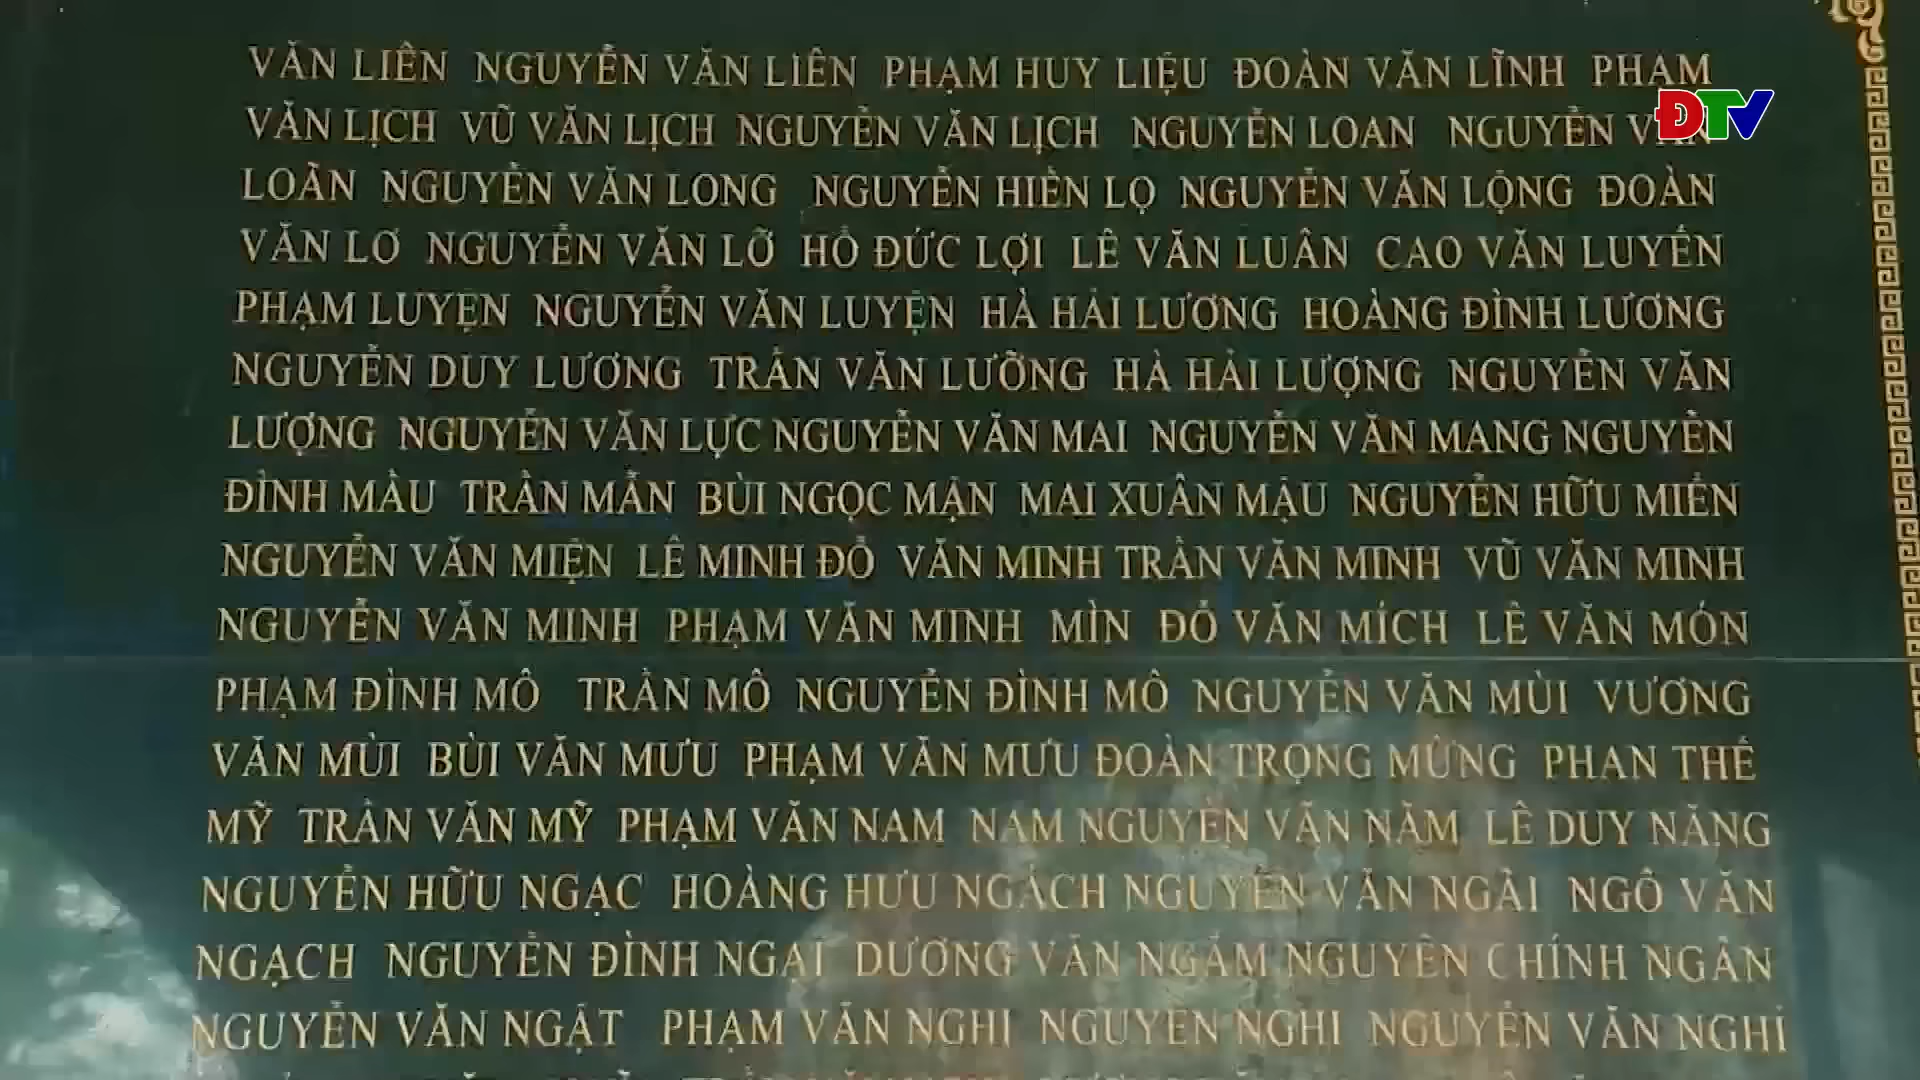 VĂN LIÊN NGUYỄN VĂN LIÊN PHẠM HUY LIỆU ĐOÀN VĂN LĨNH PHẠM
ĐTV
VĂN LỊCH VŨ VĂN LỊCH NGUYỄN VĂN LỊCH NGUYỄN LOAN NGUYỄN VĂN
LOÃN NGUYỄN VĂN LONG NGUYỄN HIỀN LỌ NGUYỄN VĂN LỘNG ĐOÀN
VĂN LƠ NGUYỄN VĂN LỠ HỒ ĐỨC LỢI LÊ VĂN LUÂN CAO VĂN LUYẾN
PHẠM LUYỆN NGUYỄN VĂN LUYỆN HÀ HẢI LƯƠNG HOÀNG ĐÌNH LƯƠNG
NGUYỄN DUY LƯƠNG TRẦN VĂN LƯỠNG HÀ HẢI LƯỢNG NGUYỄN VĂN
LƯỢNG NGUYỄN VĂN LỰC NGUYỄN VĂN MAI NGUYỄN VĂN MANG NGUYỄN
ĐÌNH MẦU TRẦN MẪN BÙI NGỌC MẬN MAI XUÂN MẬU NGUYỄN HỮU MIẾN
NGUYỄN VĂN MIỆN LÊ MINH ĐỖ VĂN MINH TRẦN VĂN MINH VŨ VĂN MINH
NGUYỄN VĂN MINH PHẠM VĂN MINH MÌN ĐỖ VĂN MÍCH LÊ VĂN MÓN
PHẠM ĐÌNH MÔ TRẦN MÔ NGUYỄN ĐÌNH MÔ NGUYỄN VĂN MÙI VƯƠNG
VĂN MÙI BÙI VĂN MƯU PHẠM VĂN MƯU ĐOÀN TRỌNG MỪNG PHAN THẾ
MỸ TRẦN VĂN MỸ PHẠM VĂN NAM NAM NGUYỄN VĂN NĂM LÊ DUY NĂNG
NGUYỄN HỮU NGẠC HOÀNG HƯU NGÁCH NGUYỄN VĂN NGÃI NGÔ VĂN
NGẠCH NGUYỄN ĐÌNH NGẠI DƯƠNG VĂN NGẮM NGUYỄN CHÍNH NGÂN
NGUYỄN VĂN NGẬT PHẠM VĂN NGHỊ NGUYỄN NGHỊ NGUYỄN VĂN NGHỈ